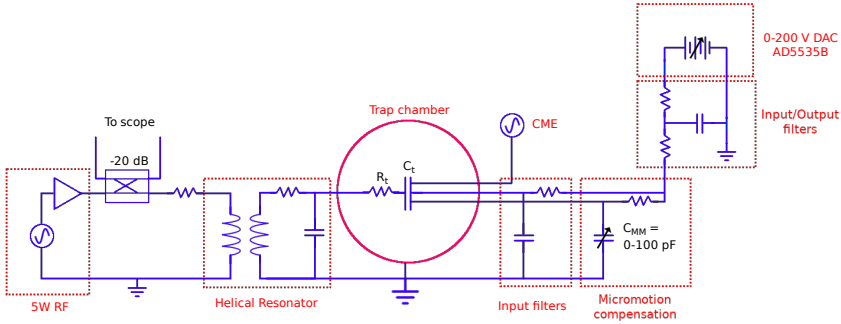 0-200 V DAC
AD5535B
Trap chamber
To scope
CME
Input/Output
filters
-20 dB
Rt
Ct
CMM =
0-100 pF
5W RF
Helical Resonator
Input filters
Micromotion
compensation